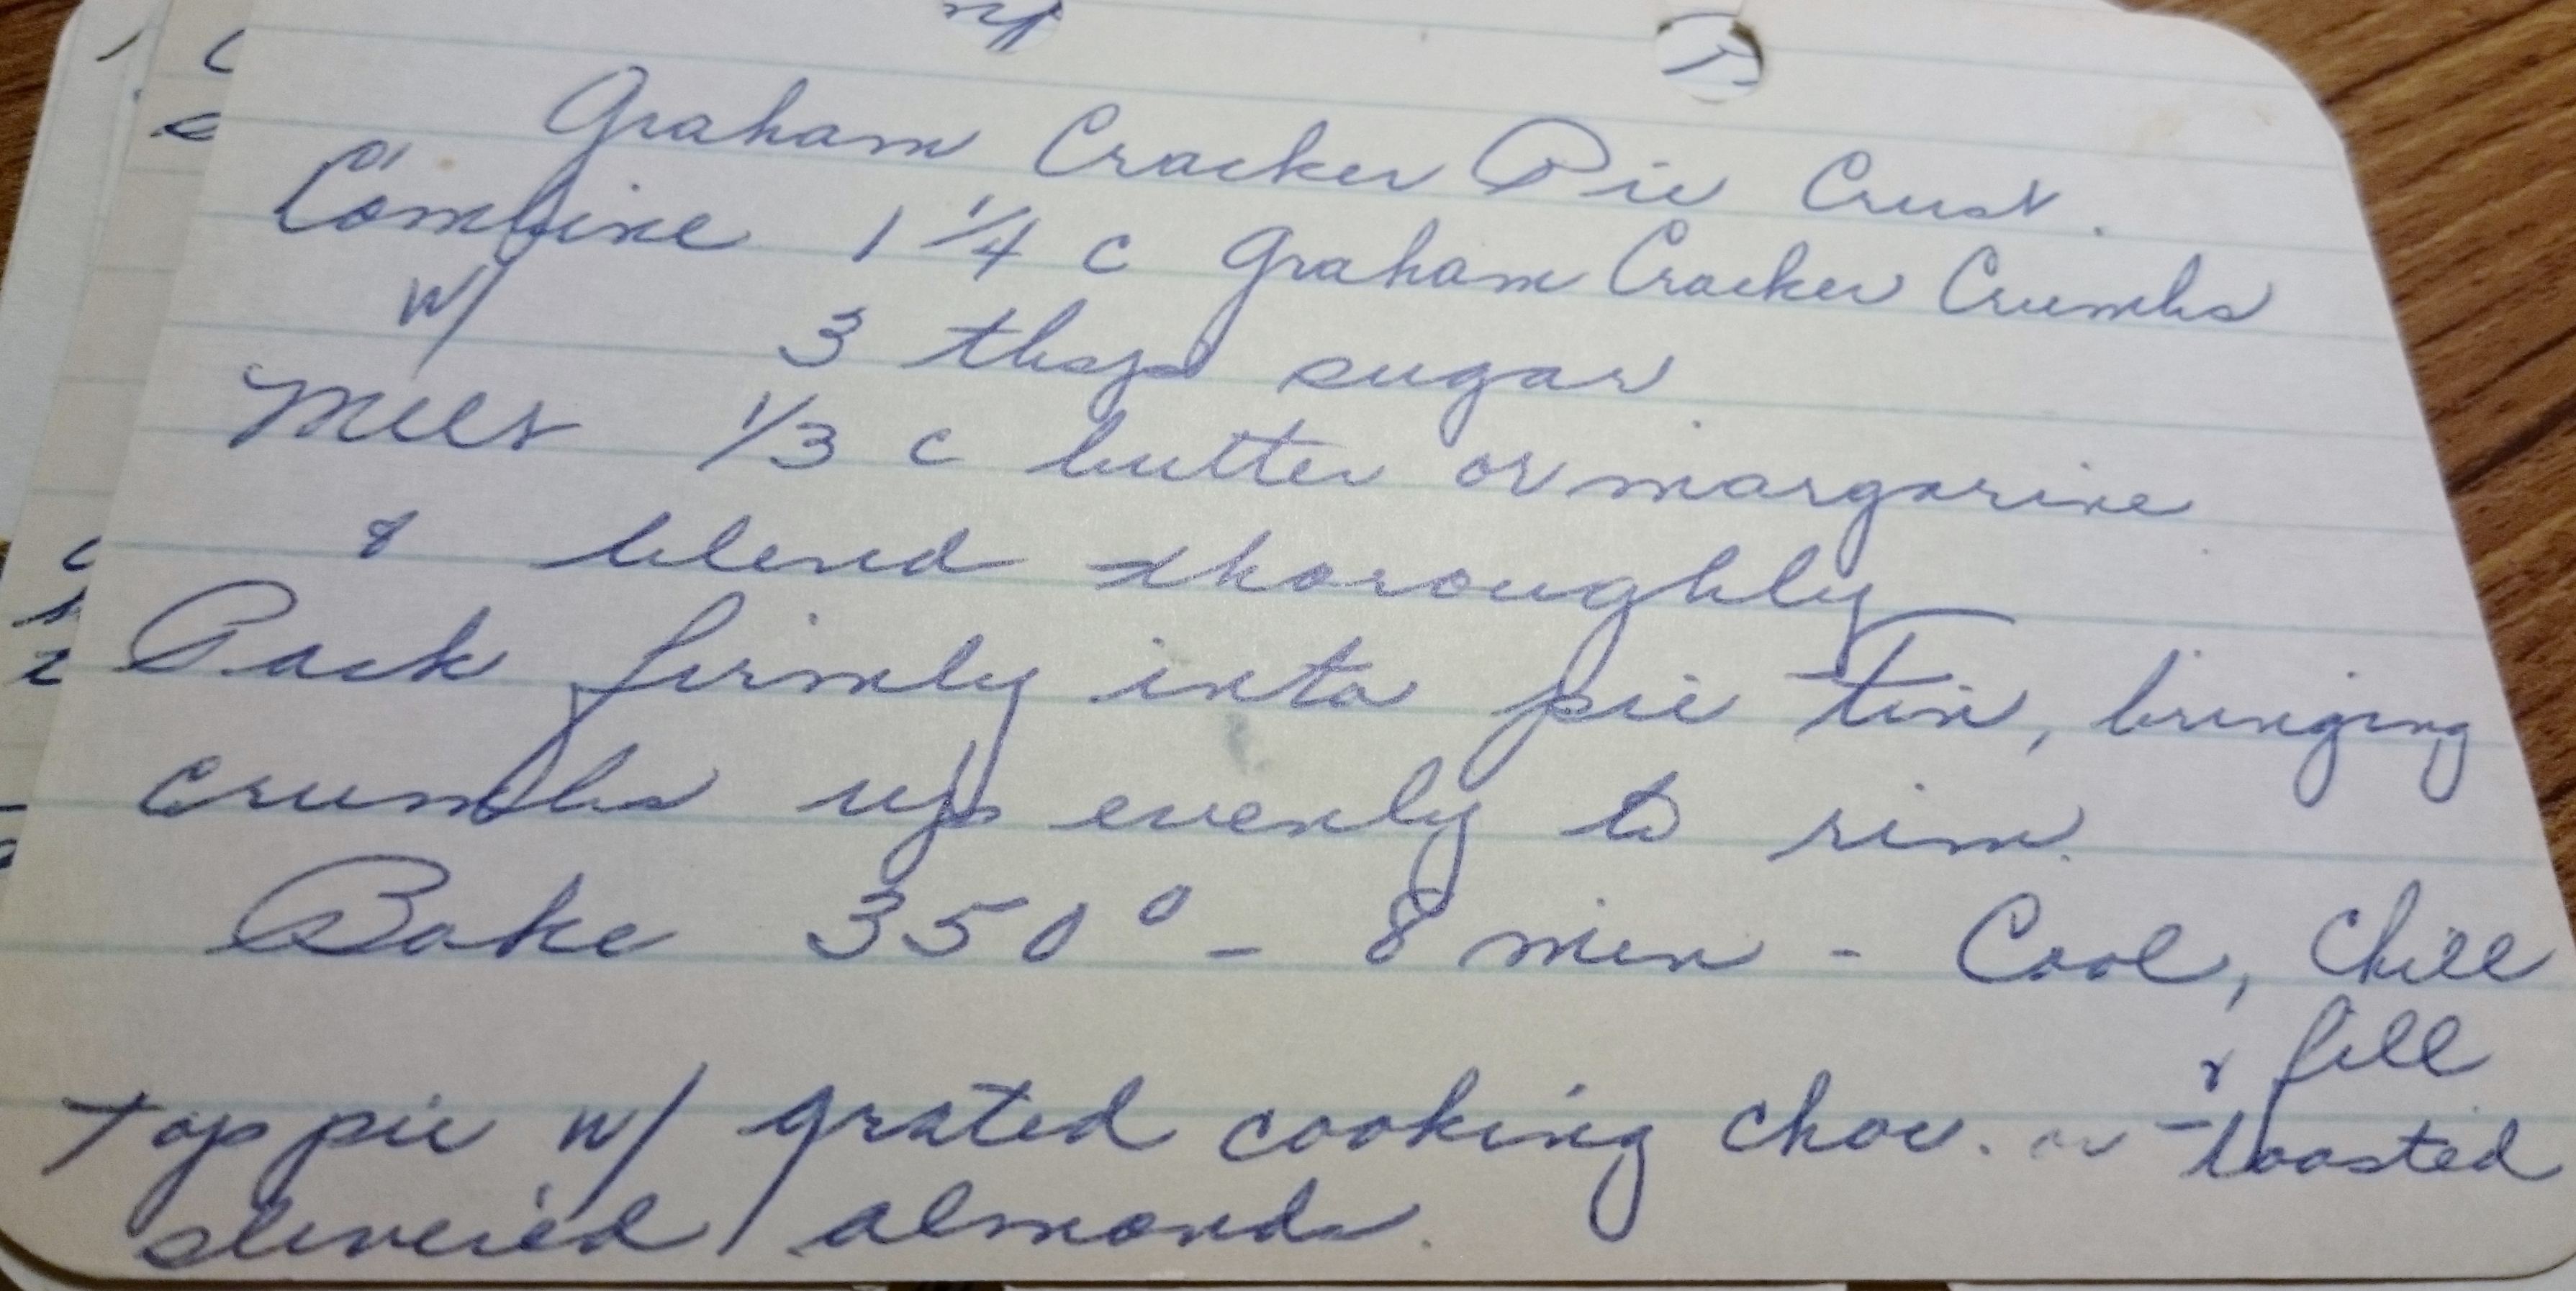 Graham Cracker Pie Crust.
Combine 1 1/4 c Graham Cracker Crumbs
w/ 3 tbsps sugar
Melt 1/3 c butter or margarine
& blend thoroughly
Pack firmly into pie tin, bringing
crumbs up evenly to rim.
Bake 350° - 8 min - Cool, Chill
& fill
Top pie w/ grated cooking choc. or toasted
slivered almonds.